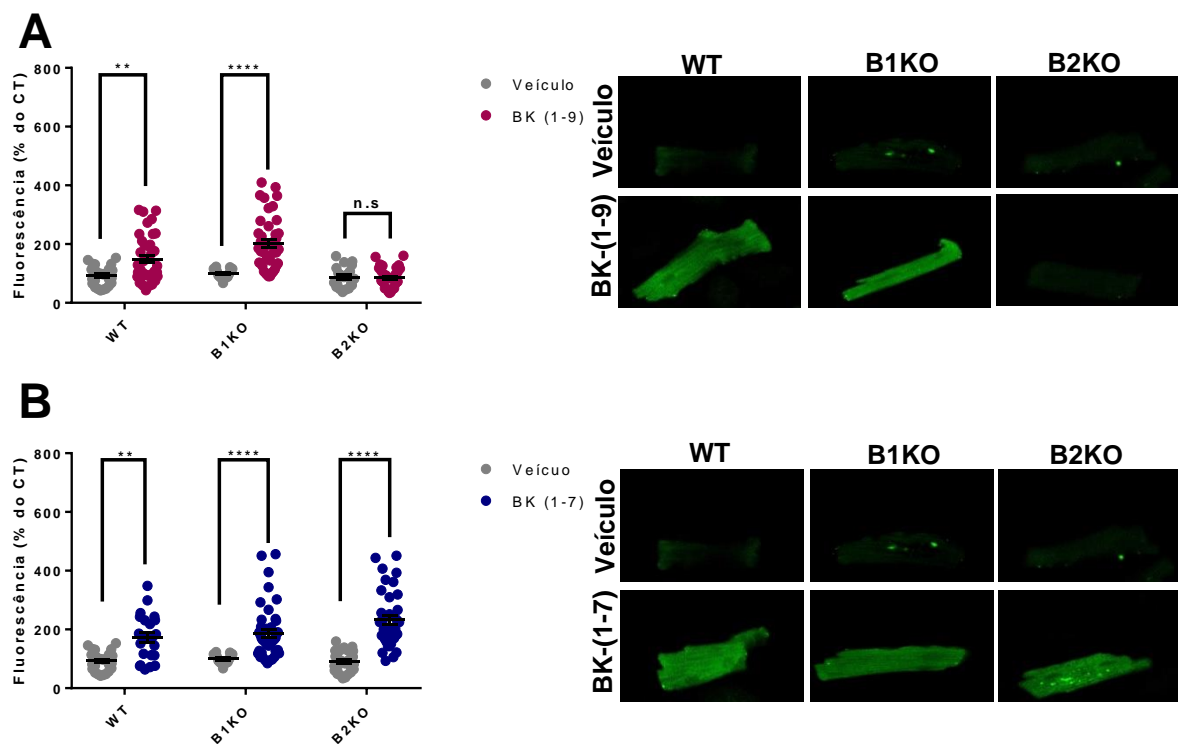 A
Fluorescência (% do CT)
800
600
400
200
0
**
****
n.s
WT
B1KO
B2KO
Veículo
BK (1-9)
WT
B1KO
B2KO
Veículo
BK-(1-9)
B
Fluorescência (% do CT)
800
600
400
200
0
**
****
****
WT
B1KO
B2KO
Veícuo
BK (1-7)
WT
B1KO
B2KO
Veículo
BK-(1-7)